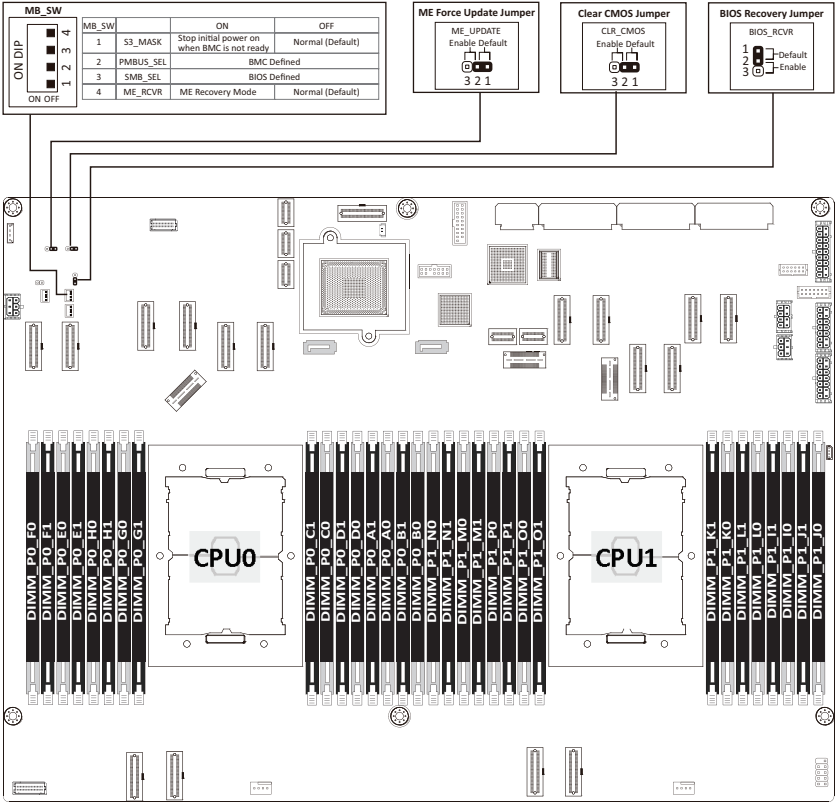 MB_SW
ON DIP
1 2 3 4
ON OFF
MB_SW ON OFF
1 S3_MASK Stop initial power on when BMC is not ready Normal (Default)
2 PMBUS_SEL BMC Defined
3 SMB_SEL BIOS Defined
4 ME_RCVR ME Recovery Mode Normal (Default)
ME Force Update Jumper
ME_UPDATE
Enable Default
3 2 1
Clear CMOS Jumper
CLR_CMOS
Enable Default
3 2 1
BIOS Recovery Jumper
BIOS_RCVR
1
2 Default
3 Enable
DIMM_P0_F0
DIMM_P0_F1
DIMM_P0_E0
DIMM_P0_E1
DIMM_P0_H0
DIMM_P0_H1
DIMM_P0_G0
DIMM_P0_G1
CPU0
DIMM_P0_C1
DIMM_P0_C0
DIMM_P0_D1
DIMM_P0_D0
DIMM_P0_A1
DIMM_P0_A0
DIMM_P0_B1
DIMM_P0_B0
DIMM_P1_N0
DIMM_P1_N1
DIMM_P1_M0
DIMM_P1_M1
DIMM_P1_P0
DIMM_P1_P1
DIMM_P1_O0
DIMM_P1_O1
CPU1
DIMM_P1_K1
DIMM_P1_K0
DIMM_P1_L1
DIMM_P1_L0
DIMM_P1_I1
DIMM_P1_I0
DIMM_P1_J1
DIMM_P1_J0